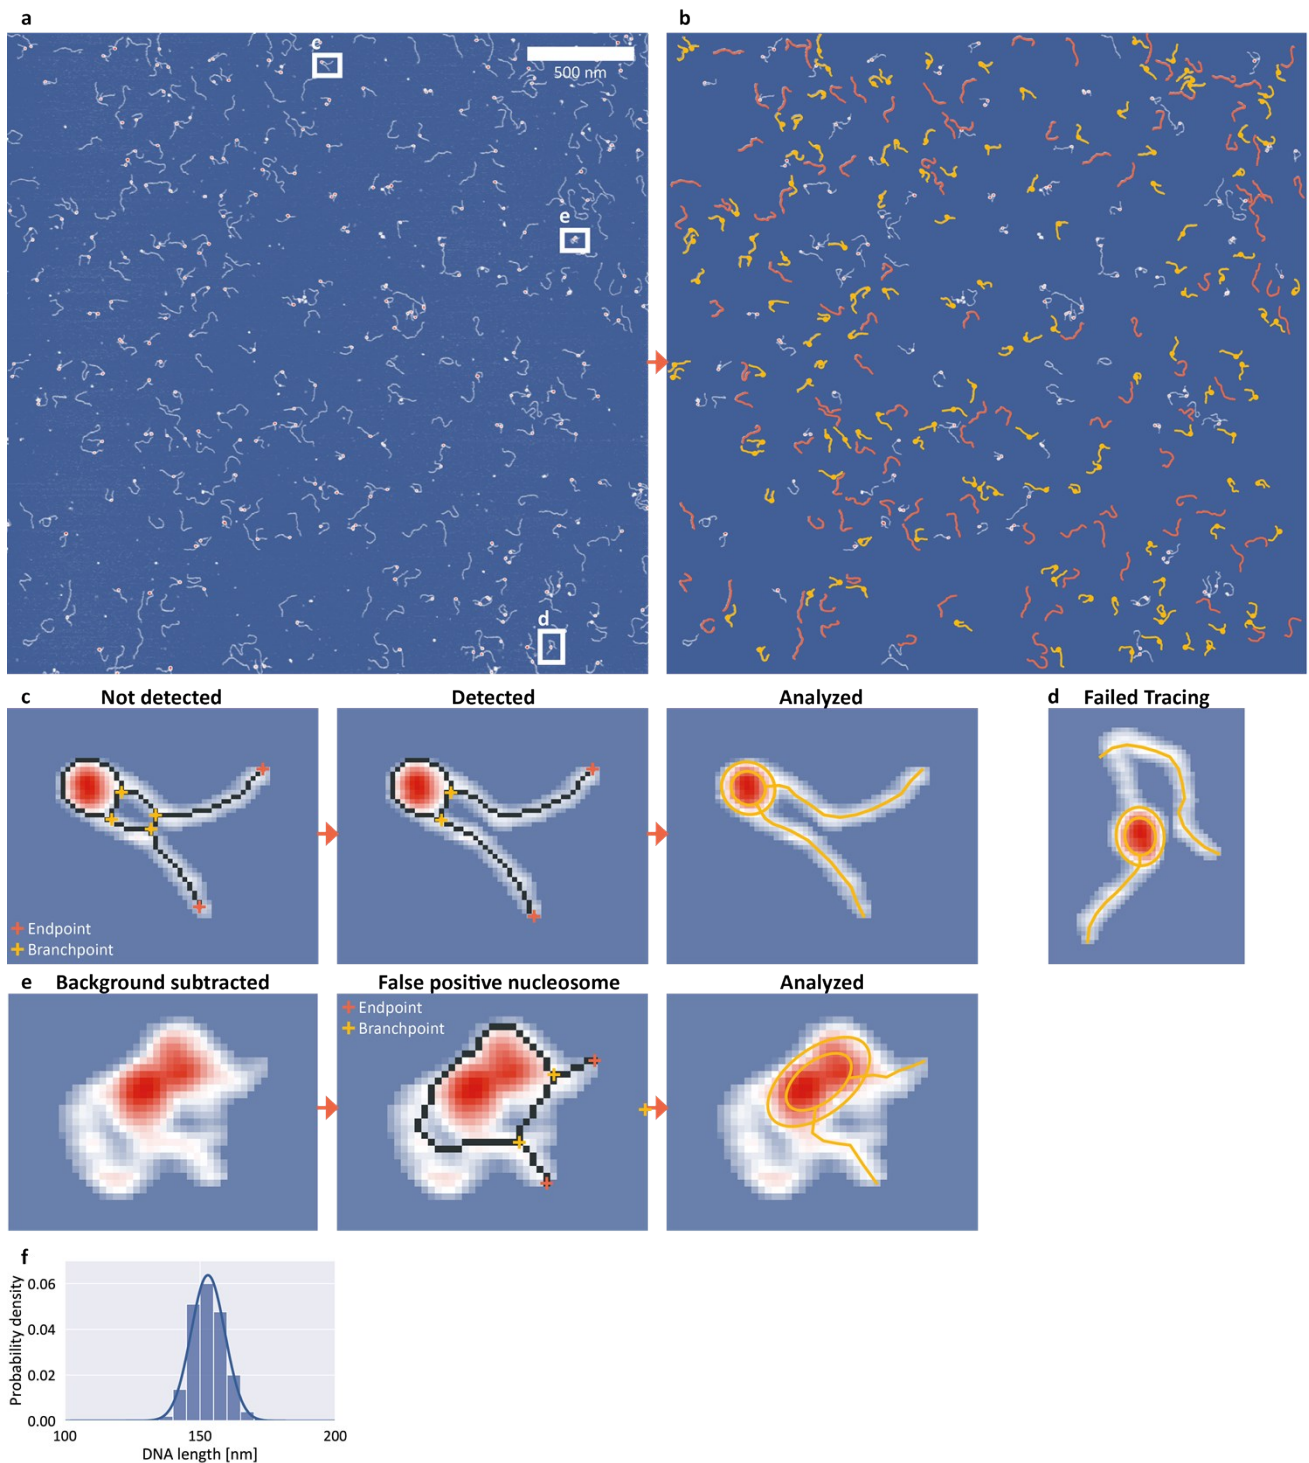 a
b
c
500 nm
e
d
c
Not detected
Detected
Analyzed
d
Failed Tracing
Endpoint
Branchpoint
e
Background subtracted
False positive nucleosome
Analyzed
Endpoint
Branchpoint
f
Probability density
0.06
0.04
0.02
0.00
100
150
200
DNA length [nm]